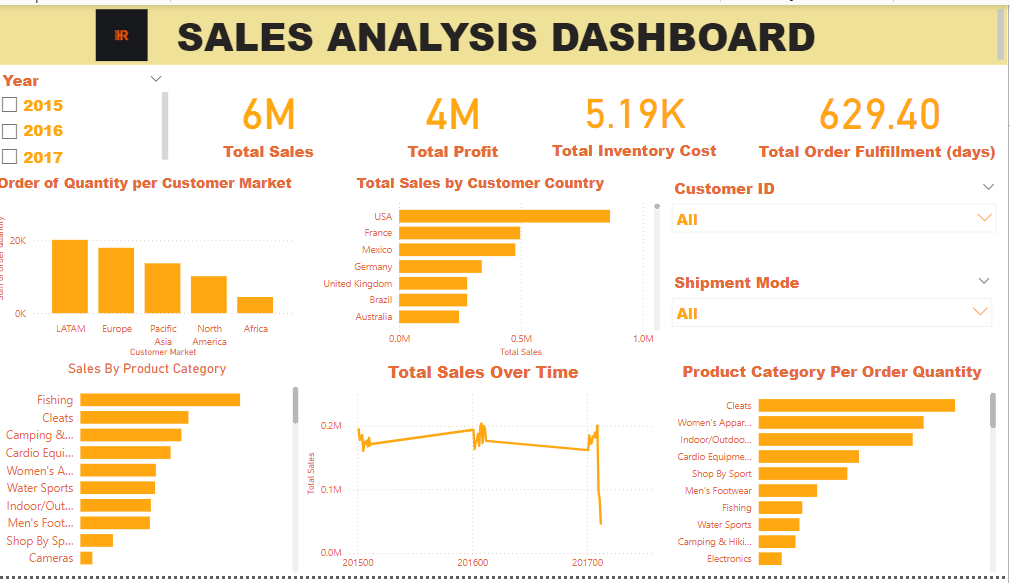 HR
SALES ANALYSIS DASHBOARD
Year
2015
2016
2017
6M
Total Sales
4M
Total Profit
5.19K
Total Inventory Cost
629.40
Total Order Fulfillment (days)
Order of Quantity per Customer Market
20K
0K
LATAM
Europe
Pacific
Asia
North
America
Africa
Customer Market
Total Sales by Customer Country
USA
France
Mexico
Germany
United Kingdom
Brazil
Australia
0.0M
0.5M
1.0M
Total Sales
Customer ID
All
Shipment Mode
All
Sales By Product Category
Fishing
Cleats
Camping &...
Cardio Equi...
Women's A...
Water Sports
Indoor/Out...
Men's Foot...
Shop By Sp...
Cameras
Total Sales Over Time
Total Sales
0.2M
0.1M
0.0M
201500
201600
201700
Product Category Per Order Quantity
Cleats
Women's Appar...
Indoor/Outdoo...
Cardio Equipme...
Shop By Sport
Men's Footwear
Fishing
Water Sports
Camping & Hiki...
Electronics